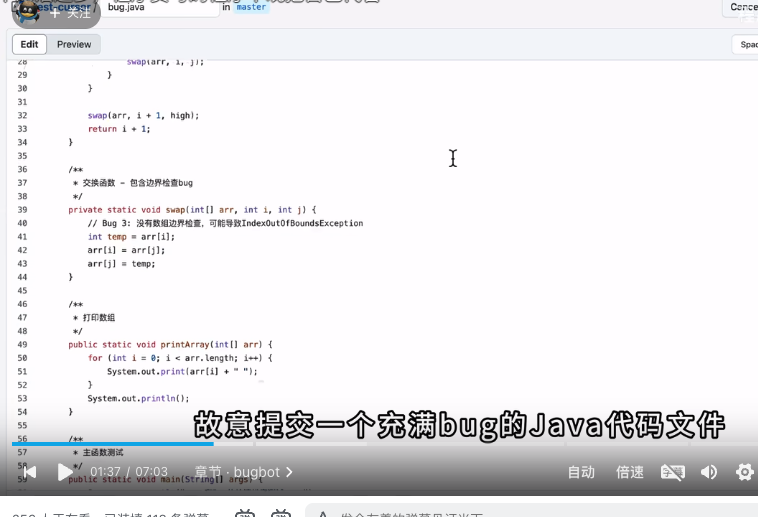 关注
bug.java
in master
Edit Preview
28 swap(arr, i, j);
29 }
30 }
31
32 swap(arr, i + 1, high);
33 return i + 1;
34 }
35
36 /**
37 * 交换函数 - 包含边界检查bug
38 */
39 private static void swap(int[] arr, int i, int j) {
40 // Bug 3: 没有数组边界检查，可能导致IndexOutOfBoundsException
41 int temp = arr[i];
42 arr[i] = arr[j];
43 arr[j] = temp;
44 }
45
46 /**
47 * 打印数组
48 */
49 public static void printArray(int[] arr) {
50 for (int i = 0; i < arr.length; i++) {
51 System.out.print(arr[i] + " ");
52 }
53 System.out.println();
54 }
55
56 /**
57 * 主函数测试
58 */
59 public static void main(String[] args) {
故意提交一个充满bug的Java代码文件
01:37 / 07:03 章节 · bugbot 自动 倍速